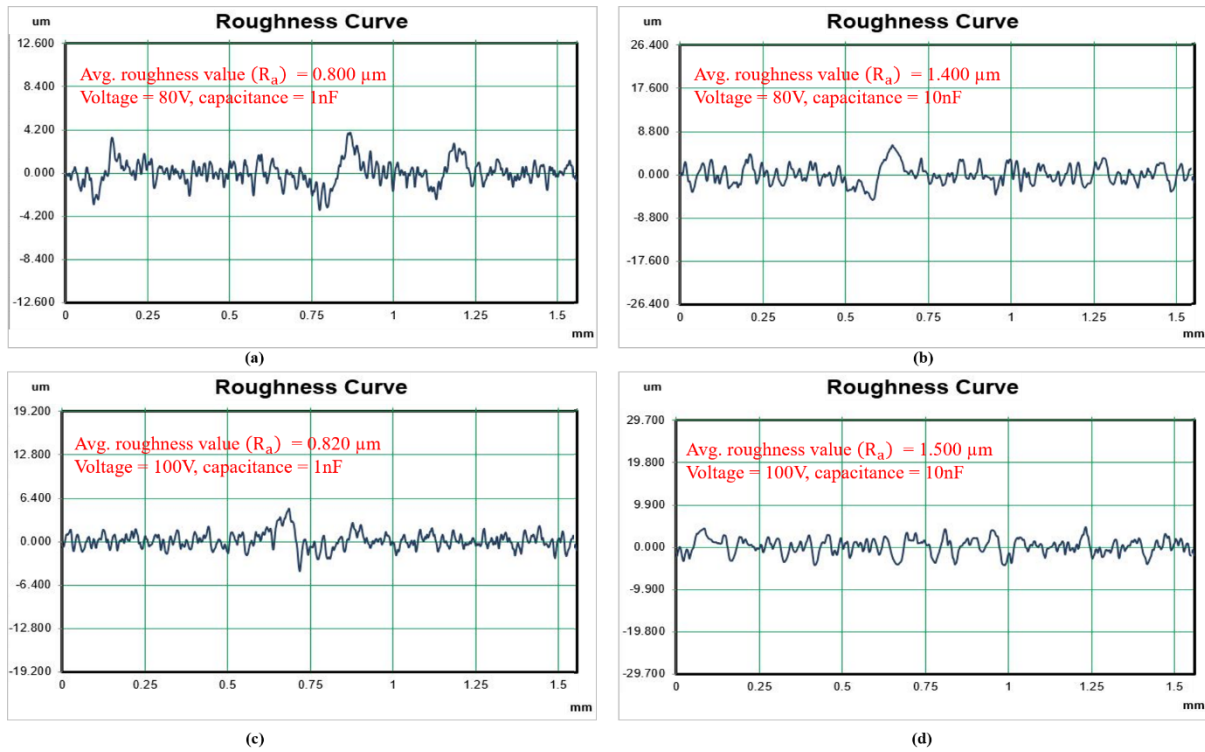 Roughness Curve
um
12.600
8.400
4.200
0.000
-4.200
-8.400
-12.600
Avg. roughness value (Rₐ) = 0.800 µm
Voltage = 80V, capacitance = 1nF
0 0.25 0.5 0.75 1 1.25 1.5
mm
(a)
Roughness Curve
um
26.400
17.600
8.800
0.000
-8.800
-17.600
-26.400
Avg. roughness value (Rₐ) = 1.400 µm
Voltage = 80V, capacitance = 10nF
0 0.25 0.5 0.75 1 1.25 1.5
mm
(b)
Roughness Curve
um
19.200
12.800
6.400
0.000
-6.400
-12.800
-19.200
Avg. roughness value (Rₐ) = 0.820 µm
Voltage = 100V, capacitance = 1nF
0 0.25 0.5 0.75 1 1.25 1.5
mm
(c)
Roughness Curve
um
29.700
19.800
9.900
0.000
-9.900
-19.800
-29.700
Avg. roughness value (Rₐ) = 1.500 µm
Voltage = 100V, capacitance = 10nF
0 0.25 0.5 0.75 1 1.25 1.5
mm
(d)